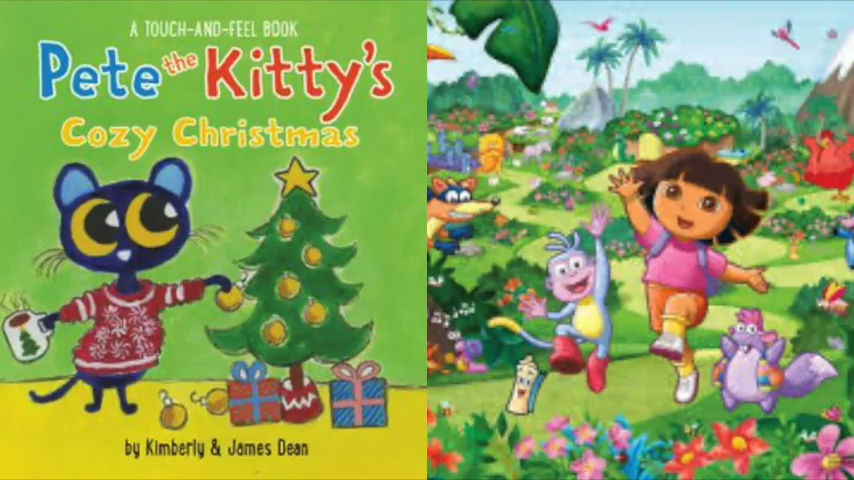 A TOUCH-AND-FEEL BOOK
Pete the Kitty's
Cozy Christmas
by Kimberly & James Dean